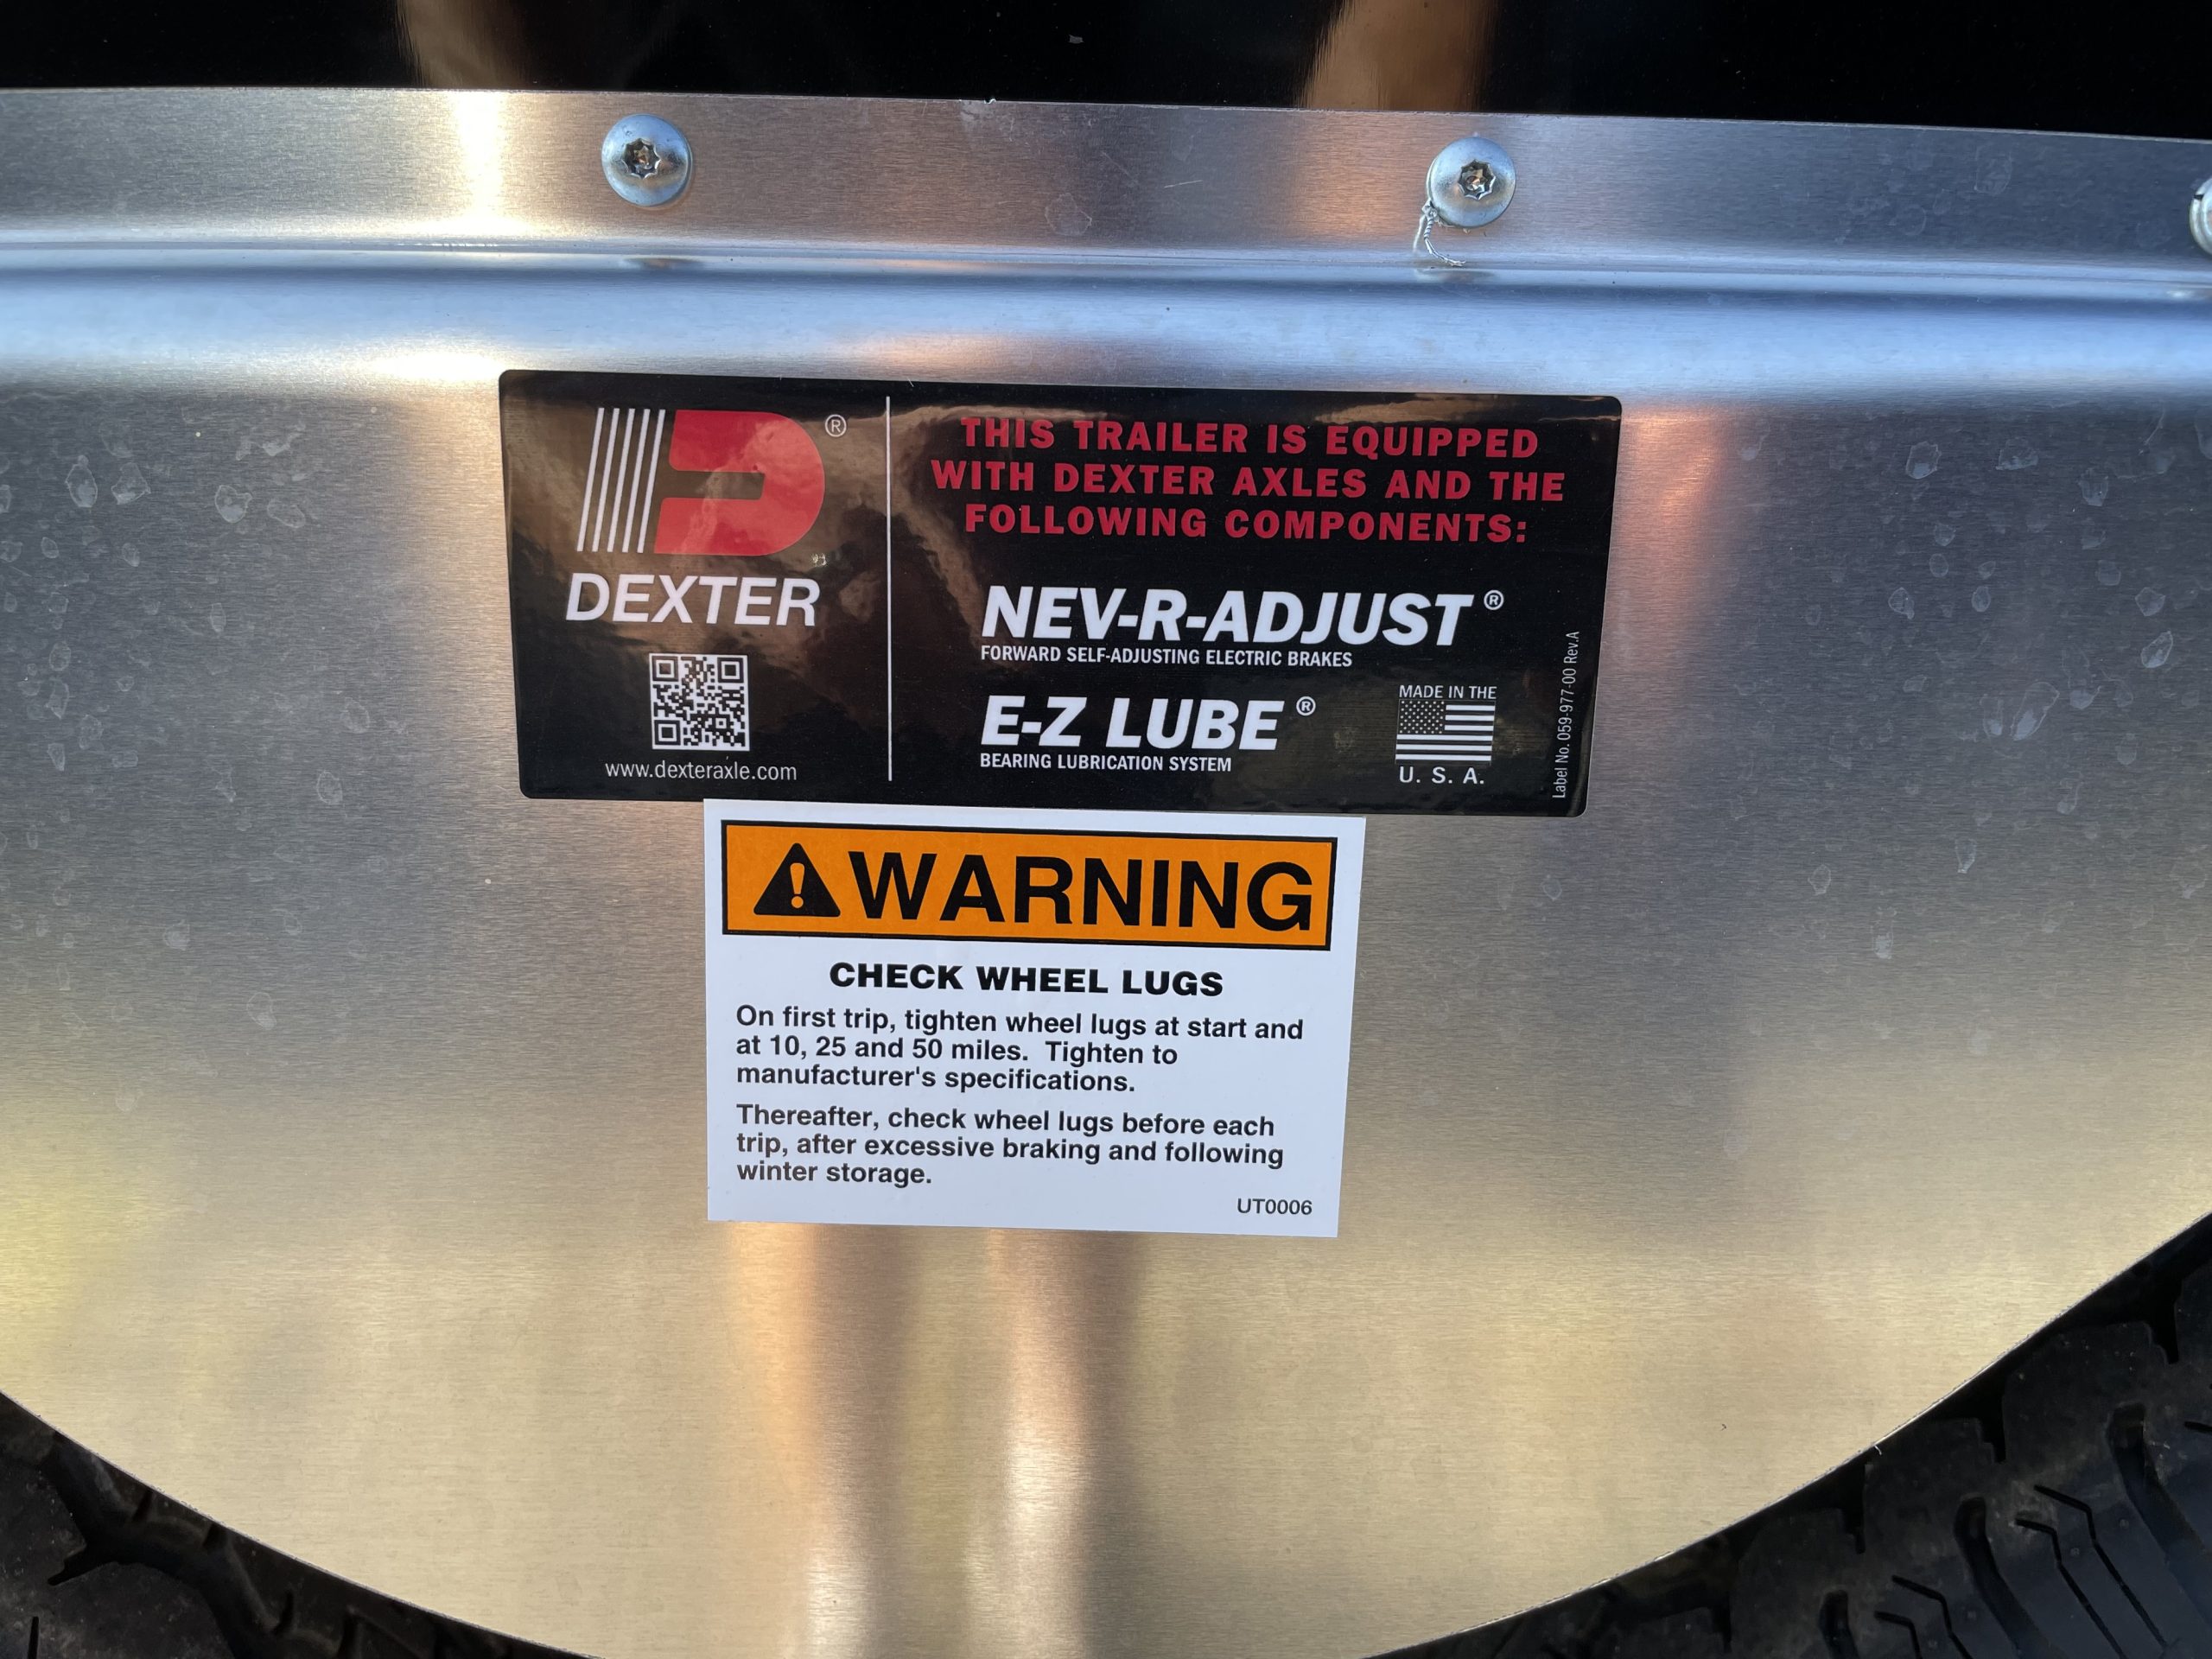 ®
DEXTER
www.dexteraxle.com
THIS TRAILER IS EQUIPPED
WITH DEXTER AXLES AND THE
FOLLOWING COMPONENTS:
NEV-R-ADJUST®
FORWARD SELF-ADJUSTING ELECTRIC BRAKES
E-Z LUBE®
BEARING LUBRICATION SYSTEM
MADE IN THE
U. S. A.
Label No. 059-977-00 Rev.A
WARNING
CHECK WHEEL LUGS
On first trip, tighten wheel lugs at start and
at 10, 25 and 50 miles. Tighten to
manufacturer's specifications.
Thereafter, check wheel lugs before each
trip, after excessive braking and following
winter storage.
UT0006